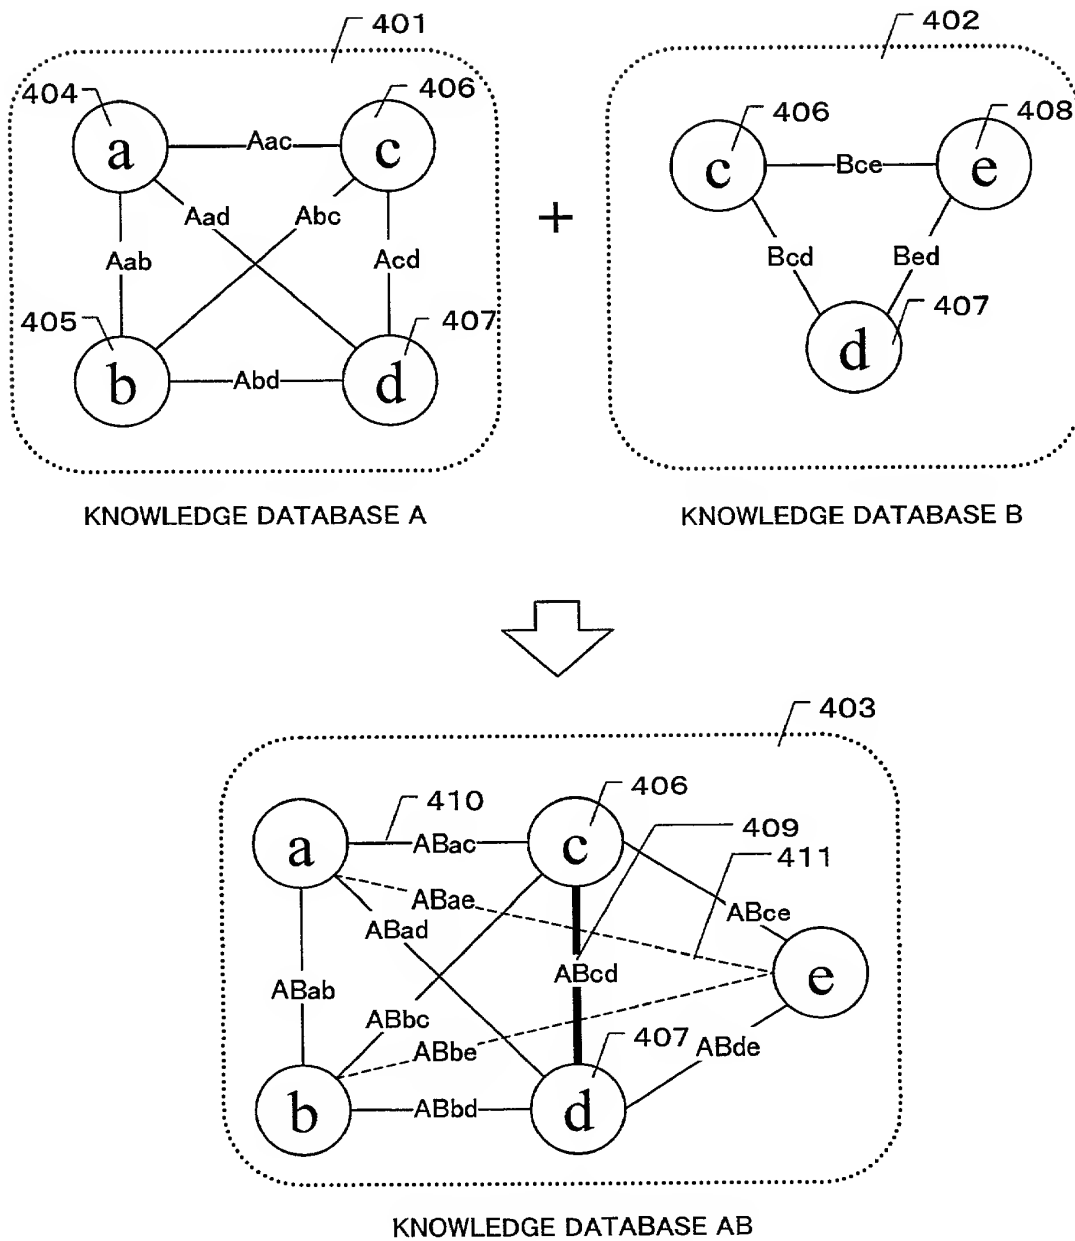 401
404
406
a
Aac
c
Aad
Abc
Aab
Acd
405
407
b
Abd
d
KNOWLEDGE DATABASE A
+
402
406
408
c
Bce
e
Bcd
Bed
407
d
KNOWLEDGE DATABASE B
403
410
406
409
411
a
ABac
c
ABae
ABad
ABce
ABab
ABcd
e
ABbc
ABbe
407
ABde
b
ABbd
d
KNOWLEDGE DATABASE AB